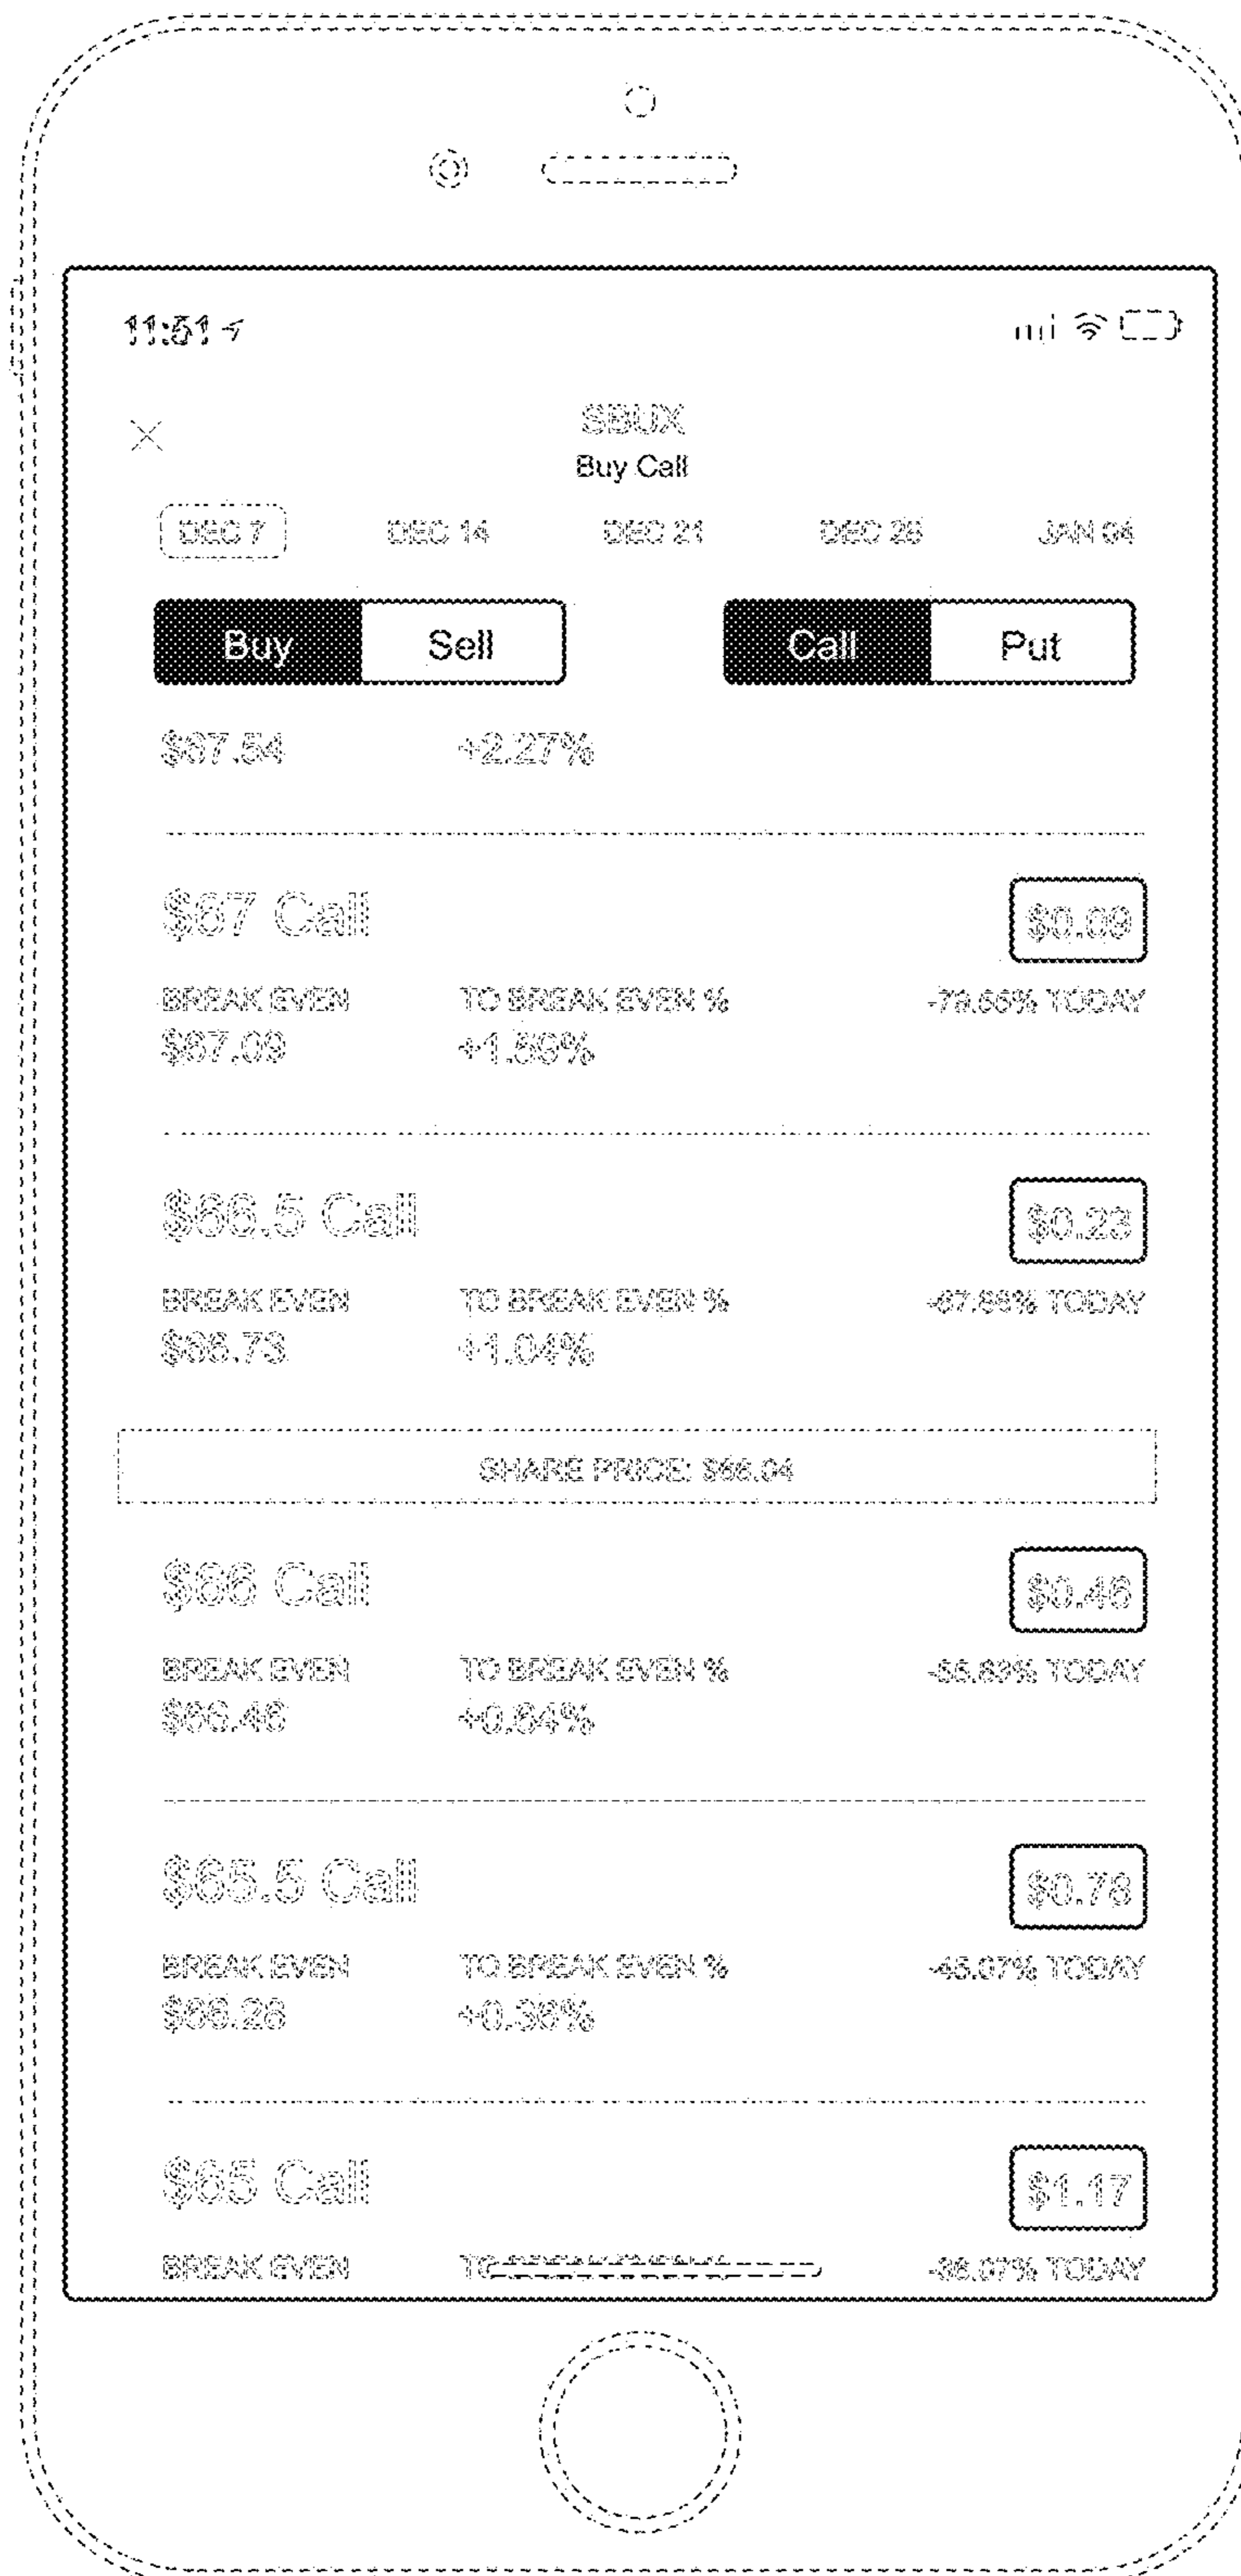 11:51
SBUX
Buy Call
DEC 7 DEC 14 DEC 21 DEC 28 JAN 04
Buy Sell Call Put
$67.54 +2.27%
$67 Call $0.09
BREAK EVEN TO BREAK EVEN % -79.55% TODAY
$67.09 +1.59%
$66.5 Call $0.23
BREAK EVEN TO BREAK EVEN % -67.86% TODAY
$66.73 +1.04%
SHARE PRICE: $66.04
$66 Call $0.46
BREAK EVEN TO BREAK EVEN % -55.83% TODAY
$66.46 +0.64%
$65.5 Call $0.78
BREAK EVEN TO BREAK EVEN % -45.07% TODAY
$66.28 +0.36%
$65 Call $1.17
BREAK EVEN TO -36.07% TODAY